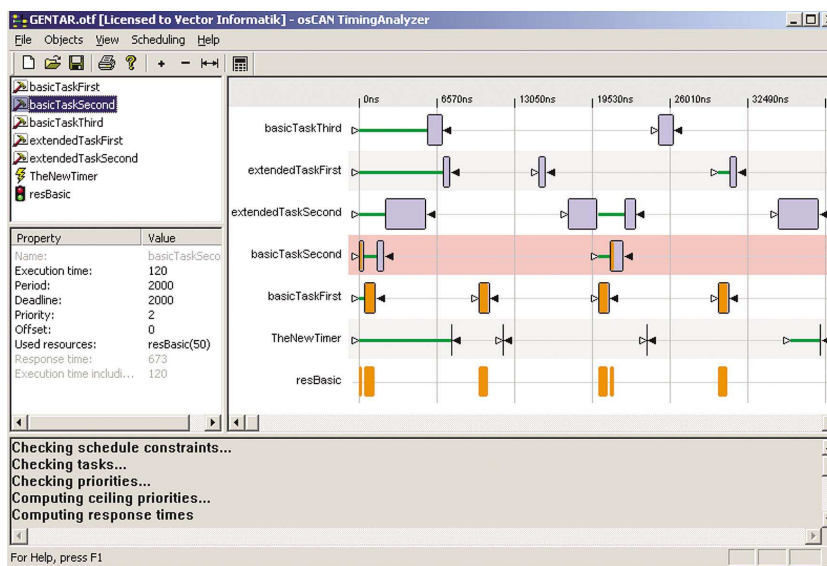 GENTAR.otf [Licensed to Vector Informatik] - osCAN TimingAnalyzer
File Objects View Scheduling Help
basicTaskFirst
basicTaskSecond
basicTaskThird
extendedTaskFirst
extendedTaskSecond
TheNewTimer
resBasic
Property Value
Name: basicTaskSeco
Execution time: 120
Period: 2000
Deadline: 2000
Priority: 2
Offset: 0
Used resources: resBasic(50)
Response time: 673
Execution time includi... 120
0ns 6570ns 13050ns 19530ns 26010ns 32490ns
basicTaskThird
extendedTaskFirst
extendedTaskSecond
basicTaskSecond
basicTaskFirst
TheNewTimer
resBasic
Checking schedule constraints...
Checking tasks...
Checking priorities...
Computing ceiling priorities...
Computing response times
For Help, press F1